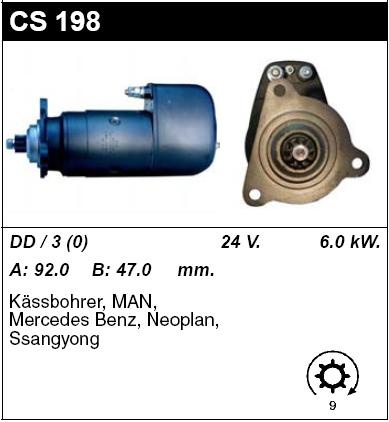 CS 198
DD / 3 (0) 24 V. 6.0 kW.
A: 92.0 B: 47.0 mm.
Kässbohrer, MAN,
Mercedes Benz, Neoplan,
Ssangyong
9